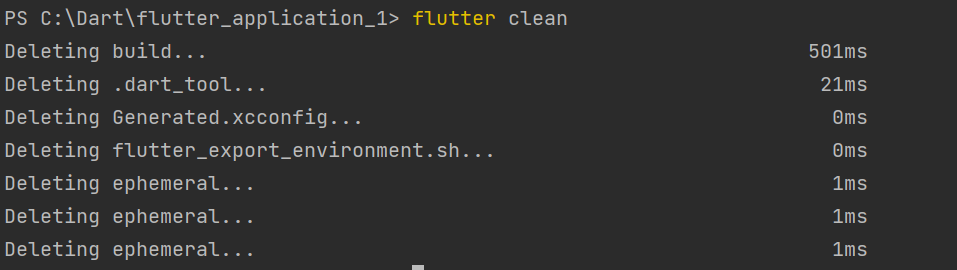 PS C:\Dart\flutter_application_1> flutter clean
Deleting build... 501ms
Deleting .dart_tool... 21ms
Deleting Generated.xcconfig... 0ms
Deleting flutter_export_environment.sh... 0ms
Deleting ephemeral... 1ms
Deleting ephemeral... 1ms
Deleting ephemeral... 1ms